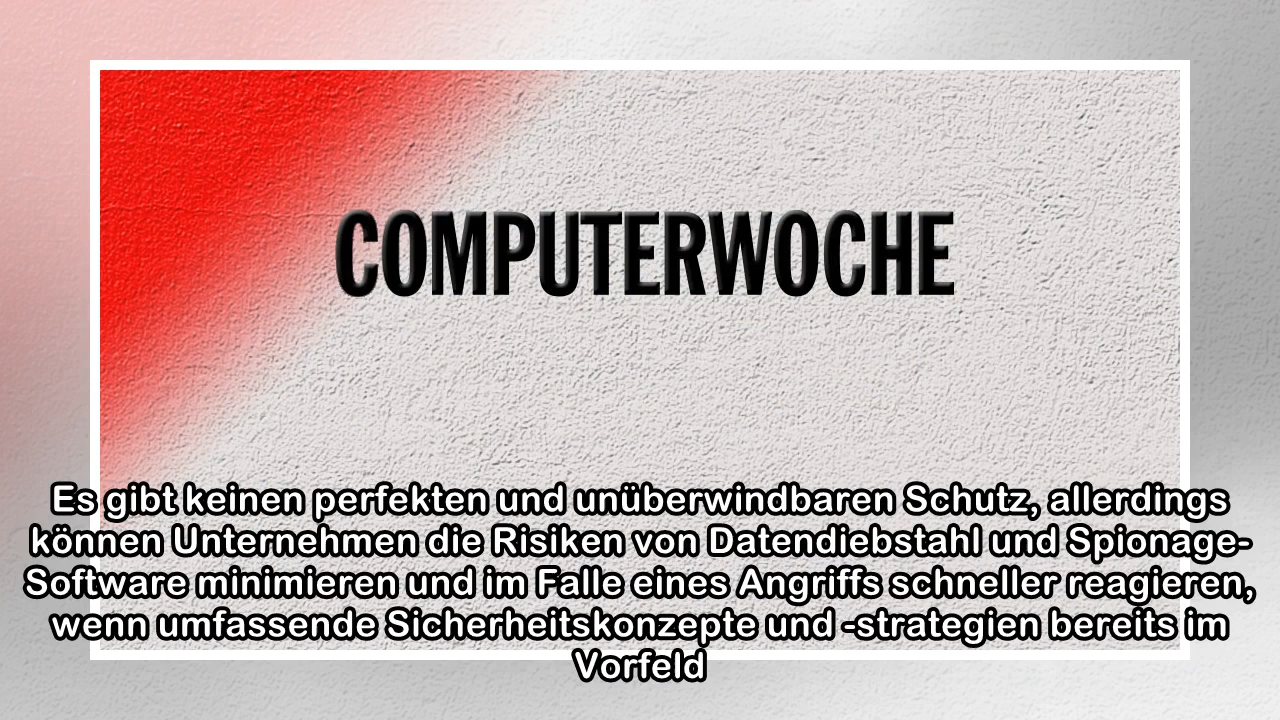 COMPUTERWOCHE
Es gibt keinen perfekten und unüberwindbaren Schutz, allerdings
können Unternehmen die Risiken von Datendiebstahl und Spionage-
Software minimieren und im Falle eines Angriffs schneller reagieren,
wenn umfassende Sicherheitskonzepte und -strategien bereits im
Vorfeld